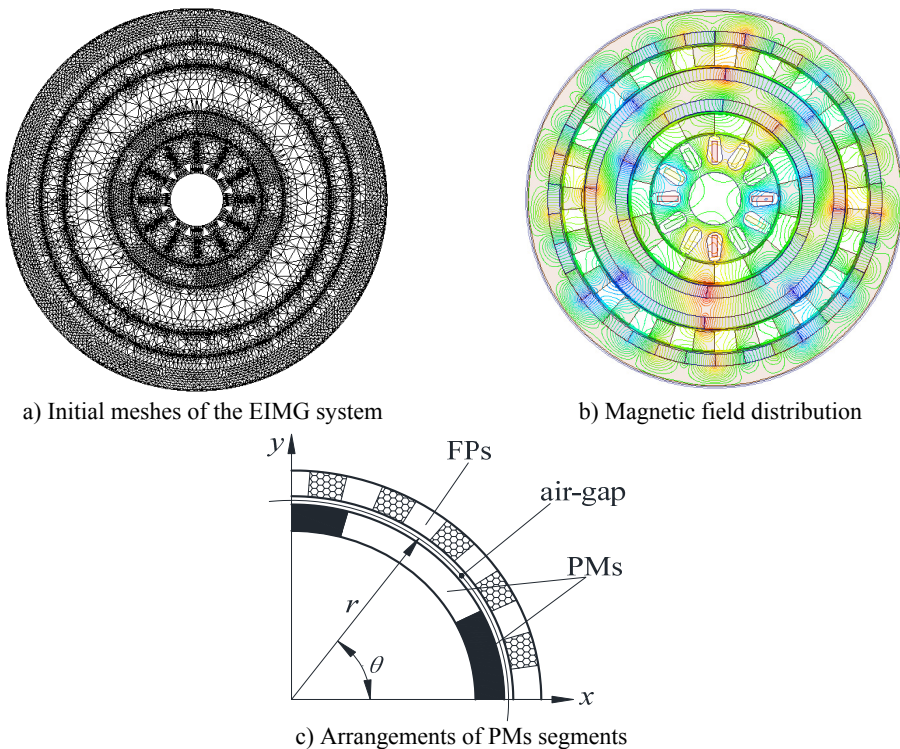 a) Initial meshes of the EIMG system
b) Magnetic field distribution
y
FPs
air-gap
PMs
r
θ
x
c) Arrangements of PMs segments